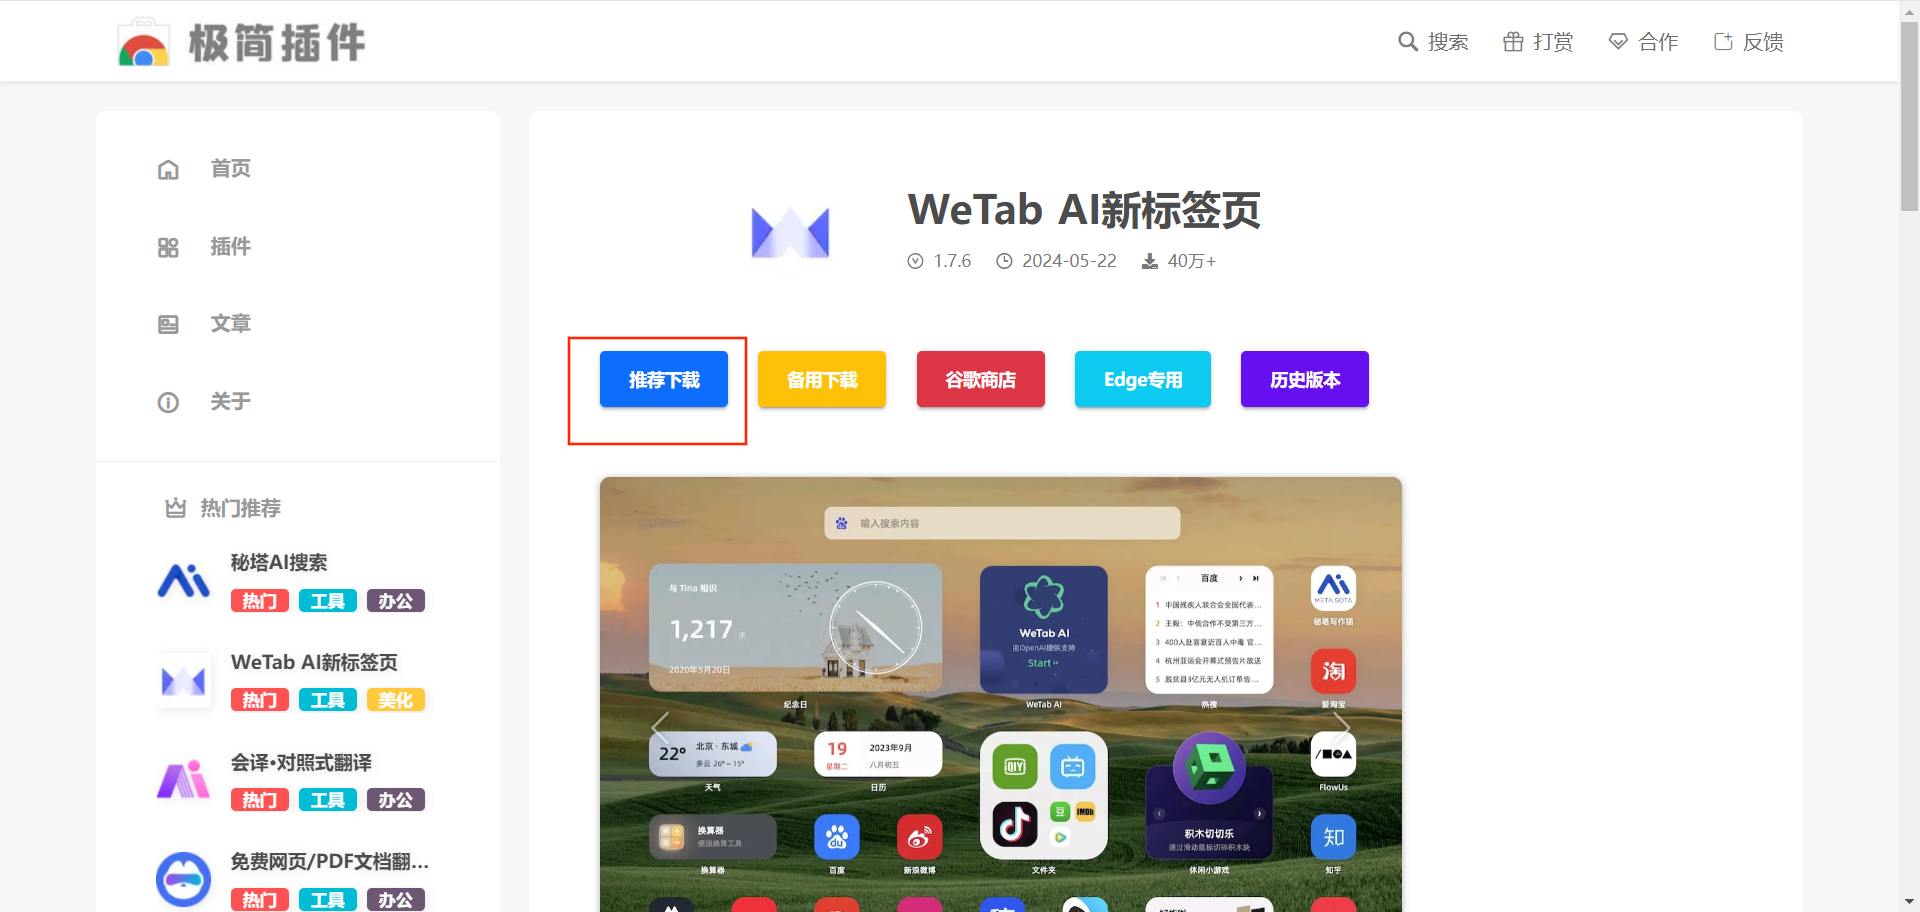 极简插件
搜索
打赏
合作
反馈
首页
插件
文章
关于
热门推荐
秘塔AI搜索
热门 工具 办公
WeTab AI新标签页
热门 工具 美化
会译•对照式翻译
热门 工具 办公
免费网页/PDF文档翻...
热门 工具 办公
WeTab AI新标签页
1.7.6 2024-05-22 40万+
推荐下载 备用下载 谷歌商店 Edge专用 历史版本
输入搜索内容
与 Tina 相识
1,217 天
2020年5月20日
纪念日
WeTab AI
由OpenAI提供支持
Start
WeTab AI
百度
1 中国残疾人联合会全国代表...
2 王毅：中俄合作不受第三方...
3 400人赴喜宴近百人中毒 官...
4 杭州亚运会开幕式预告片放送
5 脱贫县3亿元无人机订单告...
热搜
META SOTA
秘塔写作猫
淘
爱淘宝
22°
北京 · 东城
多云 26° ~ 15°
天气
19
星期二
2023年9月
八月初五
日历
QIY
豆
IMDb
文件夹
积木切切乐
通过滑动鼠标切碎积木块
休闲小游戏
FlowUs
换算器
便捷换算工具
换算器
du
百度
新浪微博
知
知乎